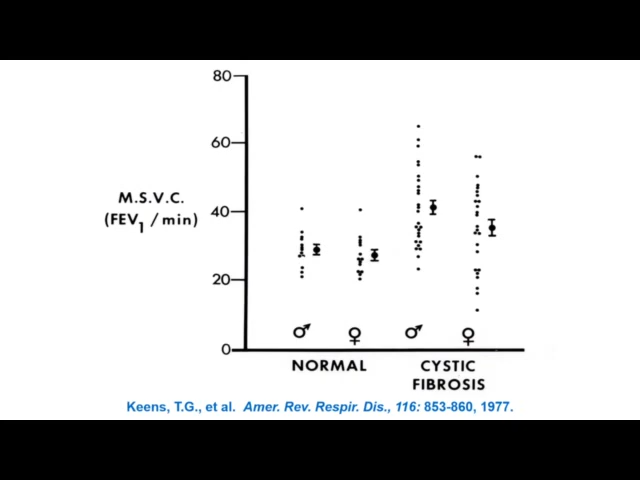 80
60
M.S.V.C.
(FEV1 / min)
40
20
0
♂ ♀ ♂ ♀
NORMAL
CYSTIC
FIBROSIS
Keens, T.G., et al. Amer. Rev. Respir. Dis., 116: 853-860, 1977.